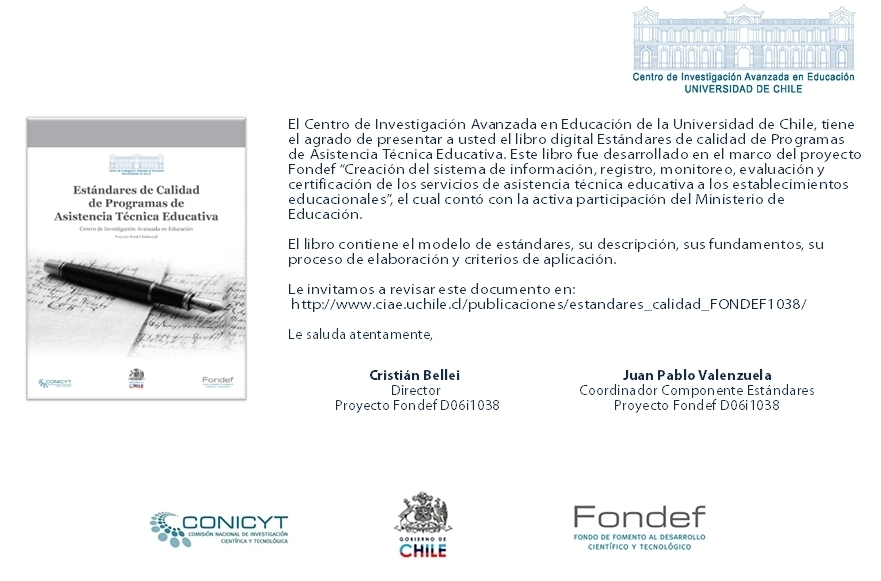 Centro de Investigación Avanzada en Educación
UNIVERSIDAD DE CHILE
El Centro de Investigación Avanzada en Educación de la Universidad de Chile, tiene
el agrado de presentar a usted el libro digital Estándares de calidad de Programas
de Asistencia Técnica Educativa. Este libro fue desarrollado en el marco del proyecto
Fondef “Creación del sistema de información, registro, monitoreo, evaluación y
certificación de los servicios de asistencia técnica educativa a los establecimientos
educacionales”, el cual contó con la activa participación del Ministerio de
Educación.
El libro contiene el modelo de estándares, su descripción, sus fundamentos, su
proceso de elaboración y criterios de aplicación.
Le invitamos a revisar este documento en:
http://www.ciae.uchile.cl/publicaciones/estandares_calidad_FONDEF1038/
Le saluda atentamente,
Cristián Bellei
Director
Proyecto Fondef D06i1038
Juan Pablo Valenzuela
Coordinador Componente Estándares
Proyecto Fondef D06i1038
Estándares de Calidad
de Programas de
Asistencia Técnica Educativa
Centro de Investigación Avanzada en Educación
CONICYT
CHILE
Fondef
CONICYT
COMISIÓN NACIONAL DE INVESTIGACIÓN
CIENTÍFICA Y TECNOLÓGICA
GOBIERNO DE
CHILE
Fondef
FONDO DE FOMENTO AL DESARROLLO
CIENTÍFICO Y TECNOLÓGICO